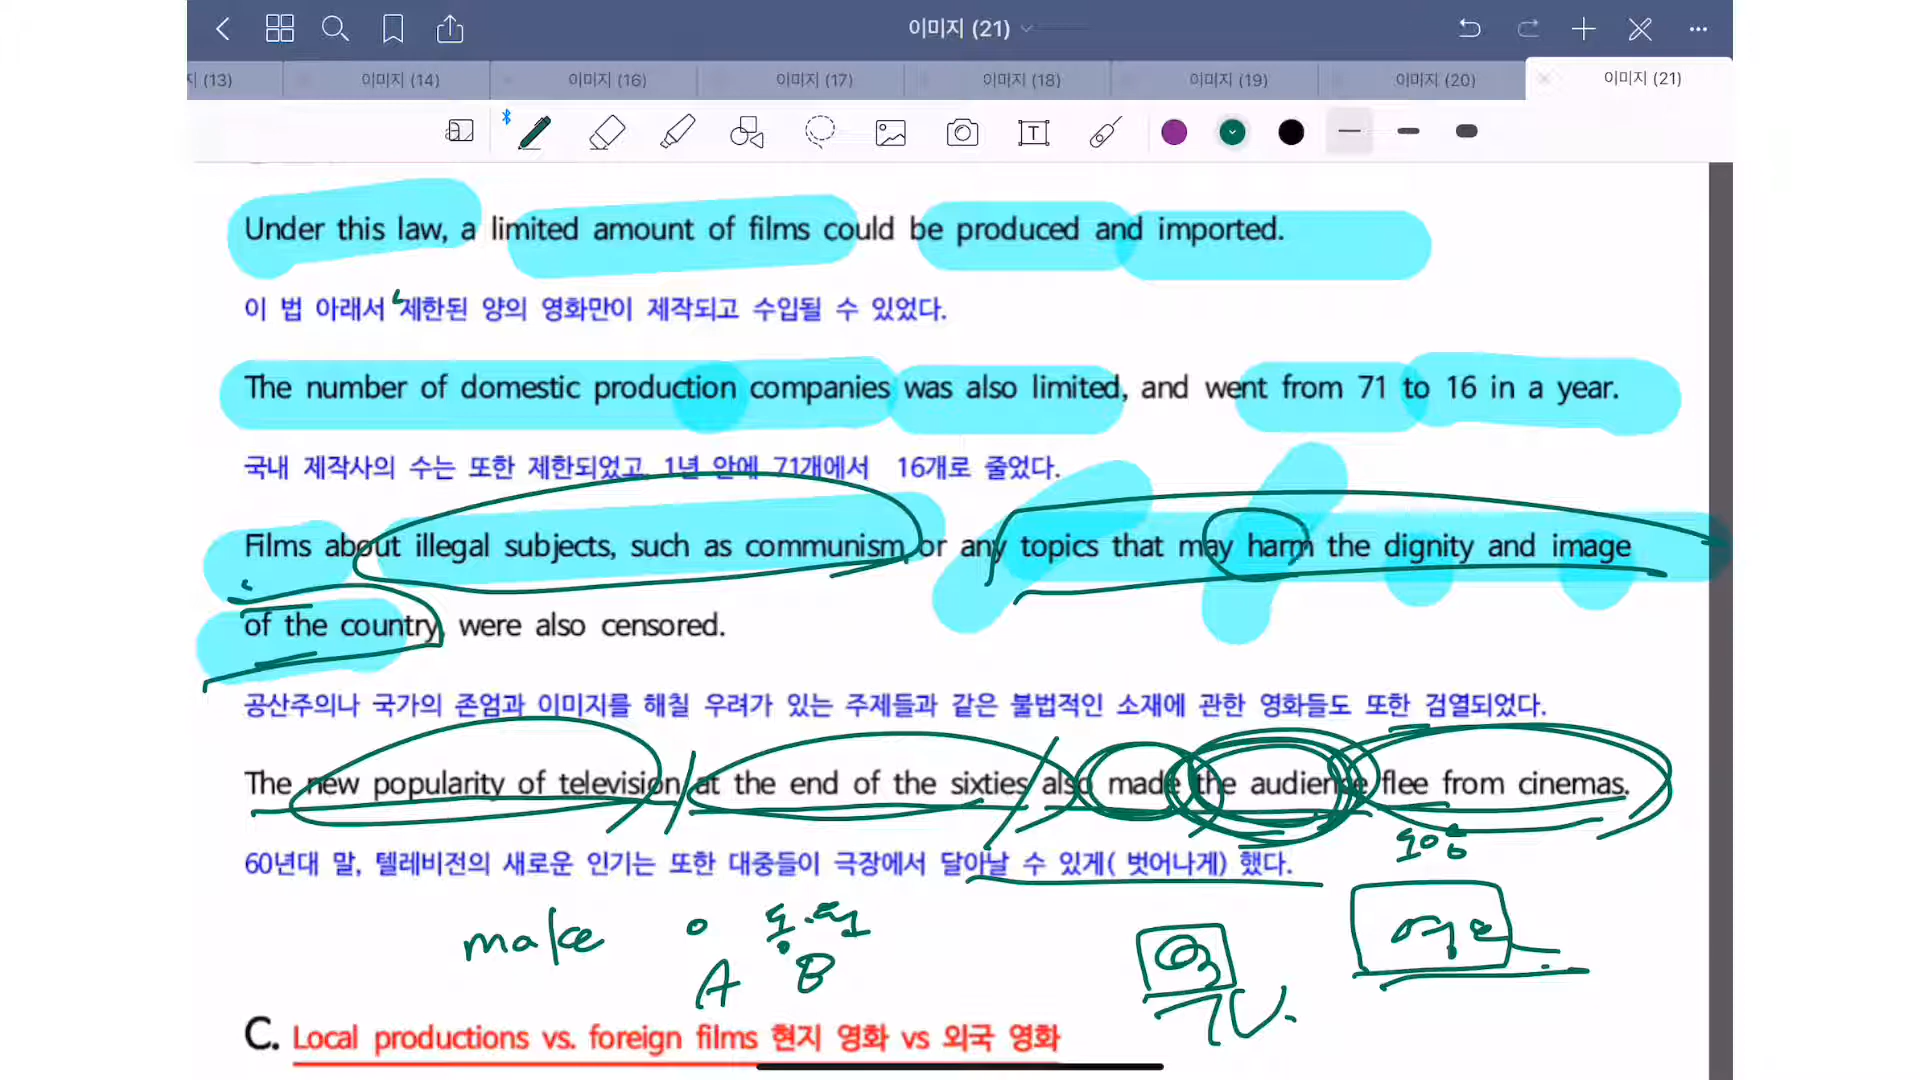 이미지 (21)
지 (13)
이미지 (14)
이미지 (16)
이미지 (17)
이미지 (18)
이미지 (19)
이미지 (20)
이미지 (21)
Under this law, a limited amount of films could be produced and imported.
이 법 아래서 제한된 양의 영화만이 제작되고 수입될 수 있었다.
The number of domestic production companies was also limited, and went from 71 to 16 in a year.
국내 제작사의 수는 또한 제한되었고, 1년 안에 71개에서 16개로 줄었다.
Films about illegal subjects, such as communism or any topics that may harm the dignity and image
of the country, were also censored.
공산주의나 국가의 존엄과 이미지를 해칠 우려가 있는 주제들과 같은 불법적인 소재에 관한 영화들도 또한 검열되었다.
The new popularity of television at the end of the sixties also made the audience flee from cinemas.
60년대 말, 텔레비전의 새로운 인기는 또한 대중들이 극장에서 달아날 수 있게( 벗어나게) 했다.
make o 동.원
A B
TV
C. Local productions vs. foreign films 현지 영화 vs 외국 영화